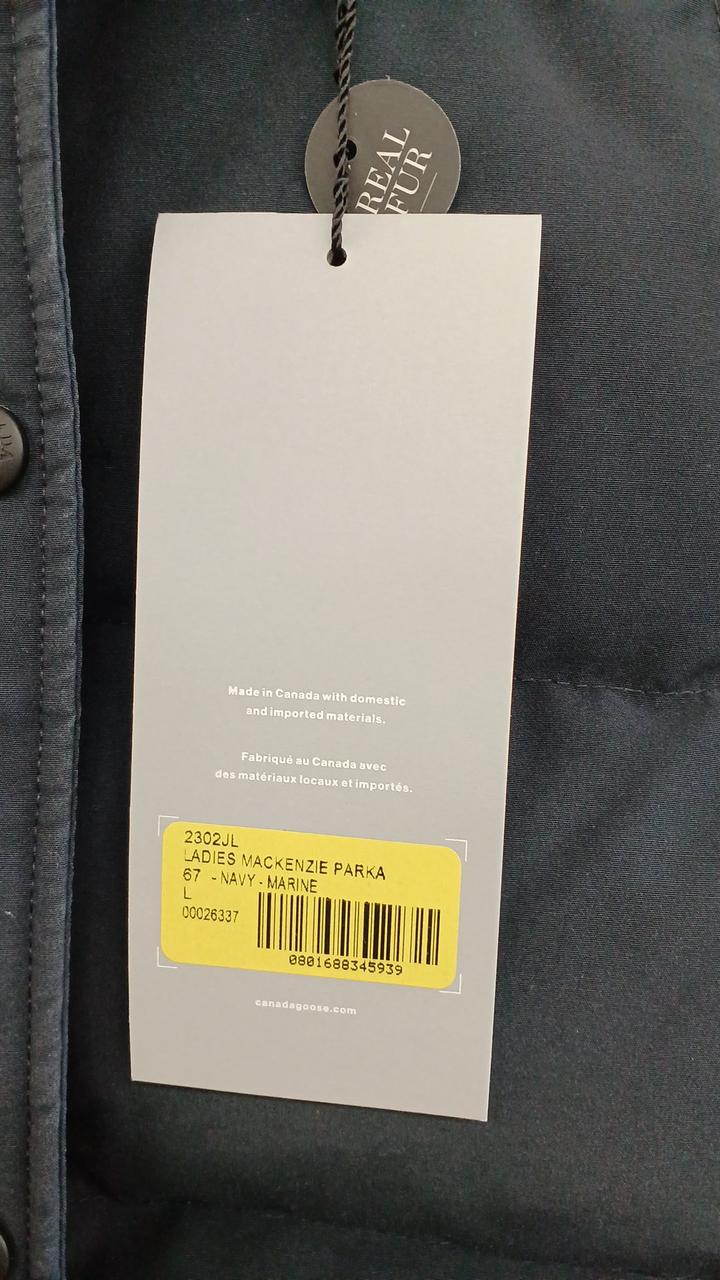 REAL
FUR
Made in Canada with domestic
and imported materials.
Fabriqué au Canada avec
des matériaux locaux et importés.
2302JL
LADIES MACKENZIE PARKA
67 - NAVY - MARINE
L
00026337
0801688345939
canadagoose.com